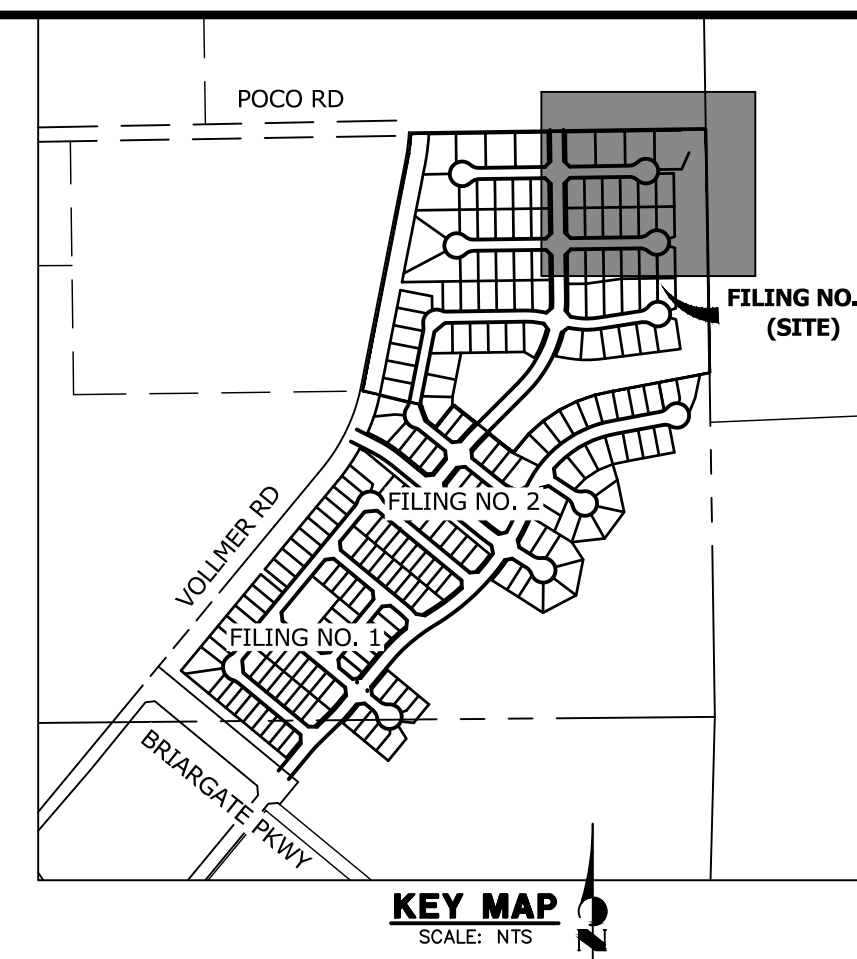 POCO RD
FILING NO.
(SITE)
FILING NO. 2
VOLLMER RD
FILING NO. 1
BRIARGATE PKWY
KEY MAP
SCALE: NTS
N